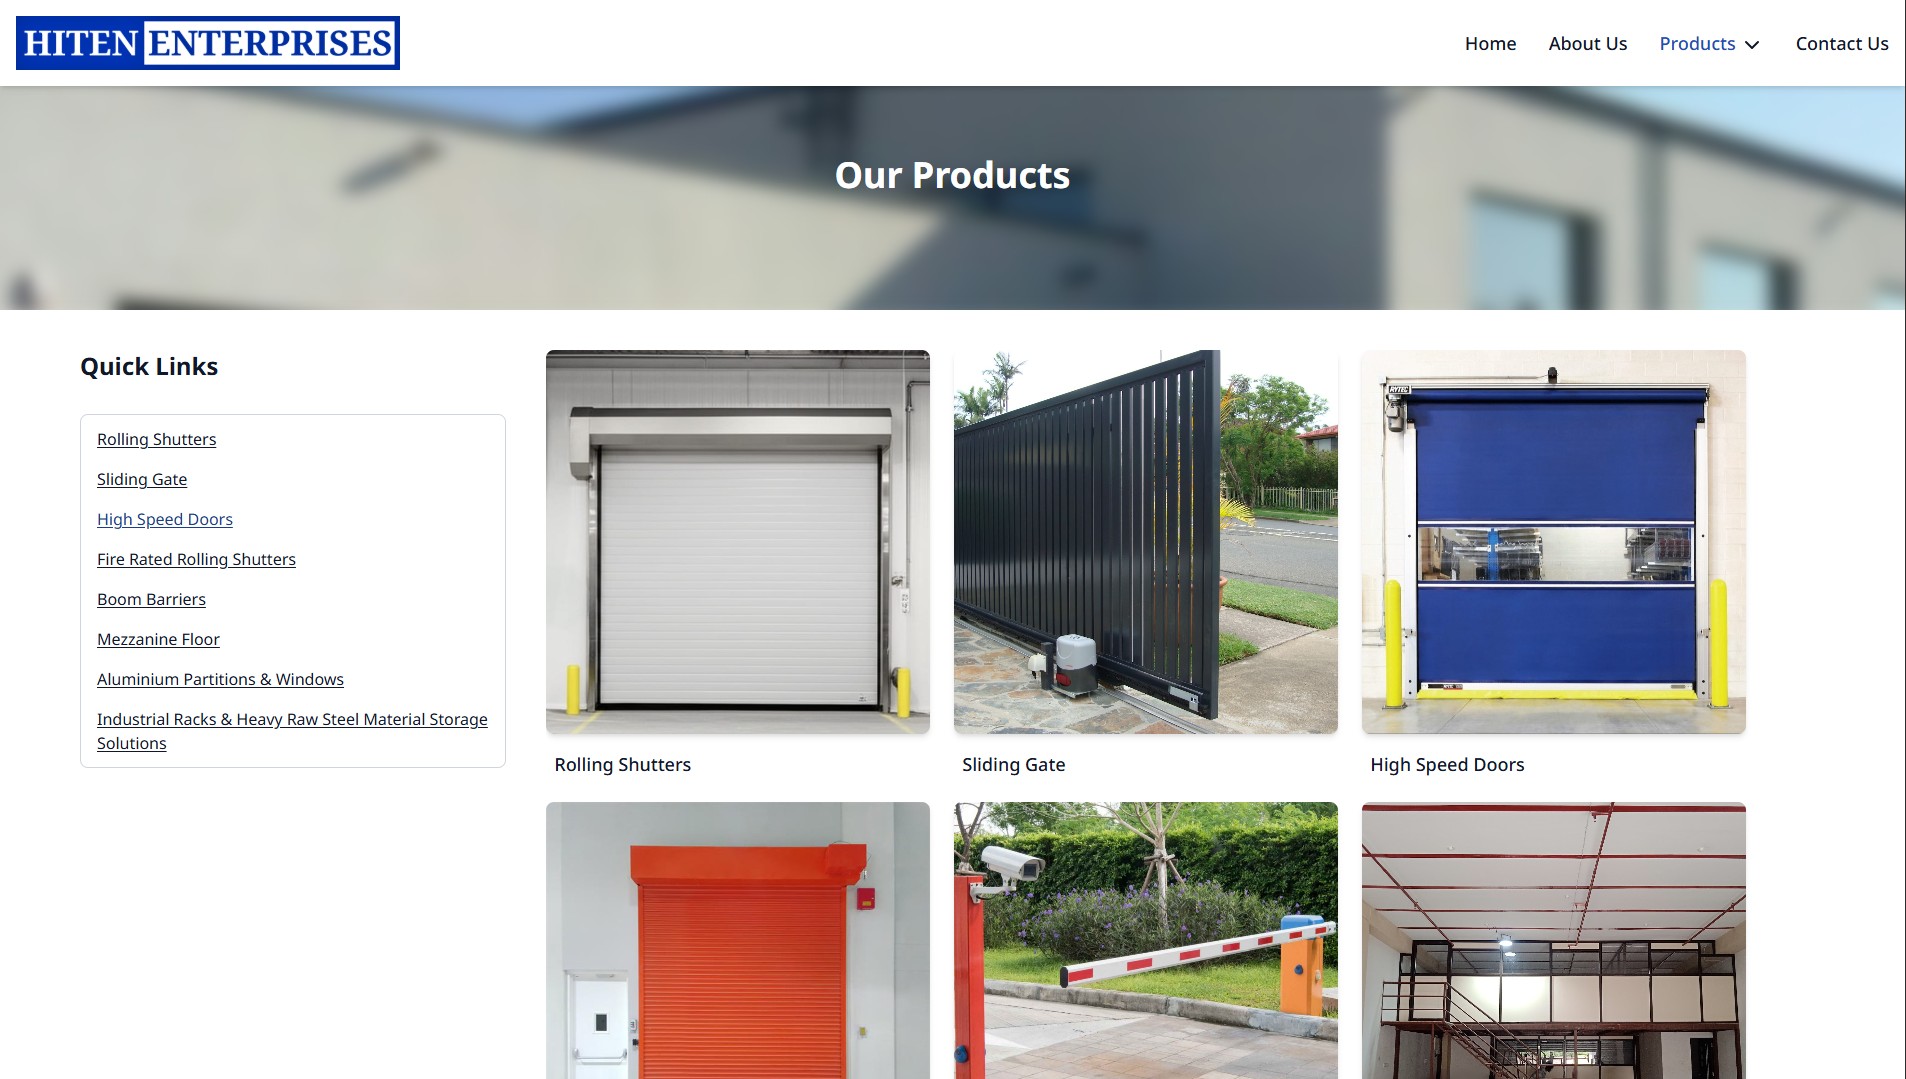 HITEN ENTERPRISES
Home
About Us
Products
Contact Us
Our Products
Quick Links
Rolling Shutters
Sliding Gate
High Speed Doors
Fire Rated Rolling Shutters
Boom Barriers
Mezzanine Floor
Aluminium Partitions & Windows
Industrial Racks & Heavy Raw Steel Material Storage
Solutions
RYTEC
Rolling Shutters
Sliding Gate
High Speed Doors